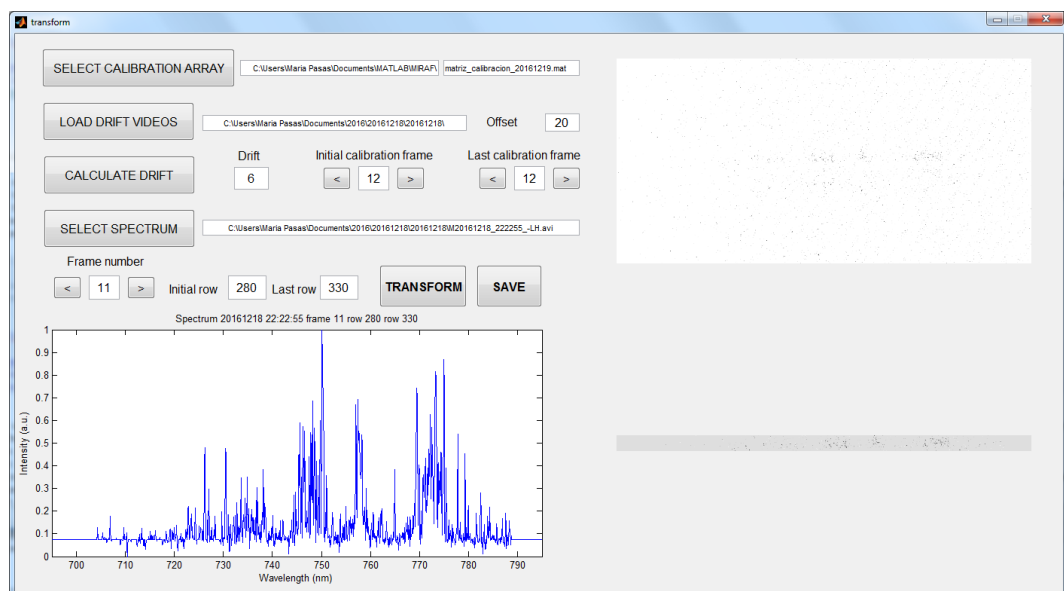 transform
SELECT CALIBRATION ARRAY
C:\Users\Maria Pasas\Documents\MATLAB\MIRAF\
matriz_calibracion_20161219.mat
LOAD DRIFT VIDEOS
C:\Users\Maria Pasas\Documents\2016\20161218\20161218\
Offset
20
CALCULATE DRIFT
Drift
6
Initial calibration frame
< 12 >
Last calibration frame
< 12 >
SELECT SPECTRUM
C:\Users\Maria Pasas\Documents\2016\20161218\20161218\M20161218_222255_-LH.avi
Frame number
< 11 >
Initial row 280 Last row 330
TRANSFORM
SAVE
Spectrum 20161218 22:22:55 frame 11 row 280 row 330
Intensity (a.u.)
1
0.9
0.8
0.7
0.6
0.5
0.4
0.3
0.2
0.1
0
700 710 720 730 740 750 760 770 780 790
Wavelength (nm)